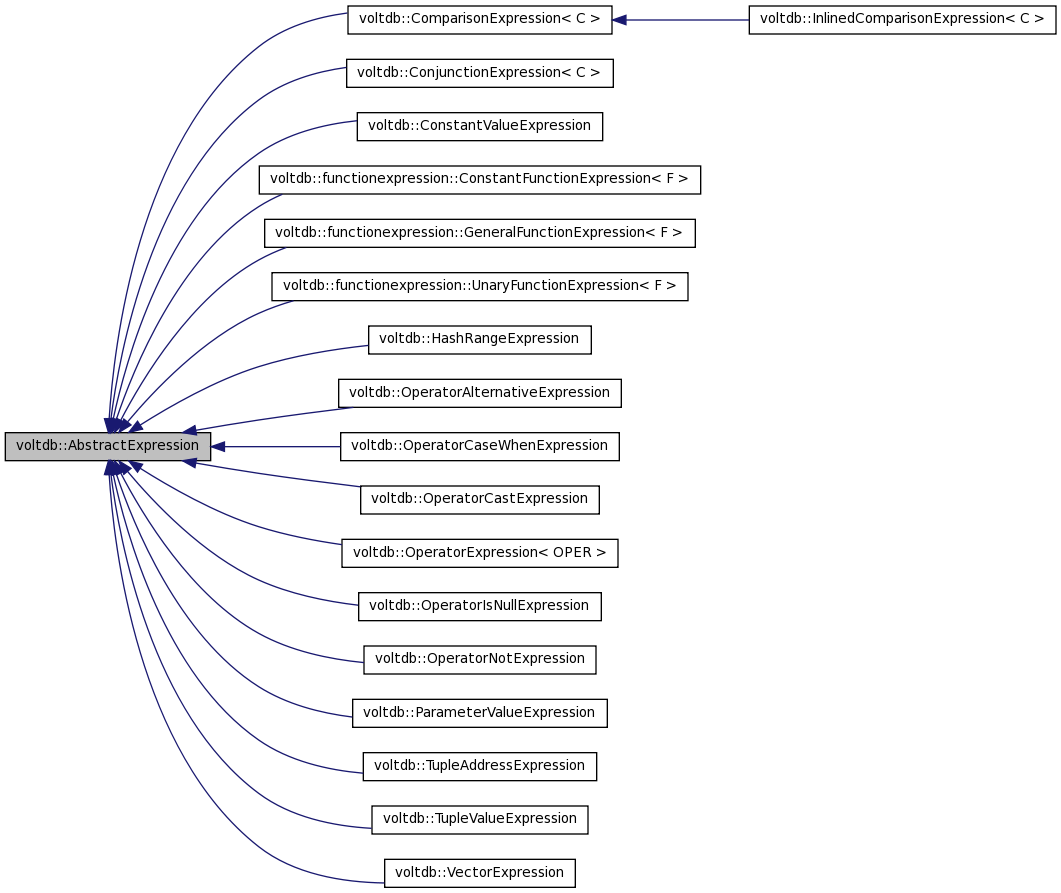 voltdb::ComparisonExpression< C >
voltdb::InlinedComparisonExpression< C >
voltdb::ConjunctionExpression< C >
voltdb::ConstantValueExpression
voltdb::functionexpression::ConstantFunctionExpression< F >
voltdb::functionexpression::GeneralFunctionExpression< F >
voltdb::functionexpression::UnaryFunctionExpression< F >
voltdb::HashRangeExpression
voltdb::OperatorAlternativeExpression
voltdb::AbstractExpression
voltdb::OperatorCaseWhenExpression
voltdb::OperatorCastExpression
voltdb::OperatorExpression< OPER >
voltdb::OperatorIsNullExpression
voltdb::OperatorNotExpression
voltdb::ParameterValueExpression
voltdb::TupleAddressExpression
voltdb::TupleValueExpression
voltdb::VectorExpression